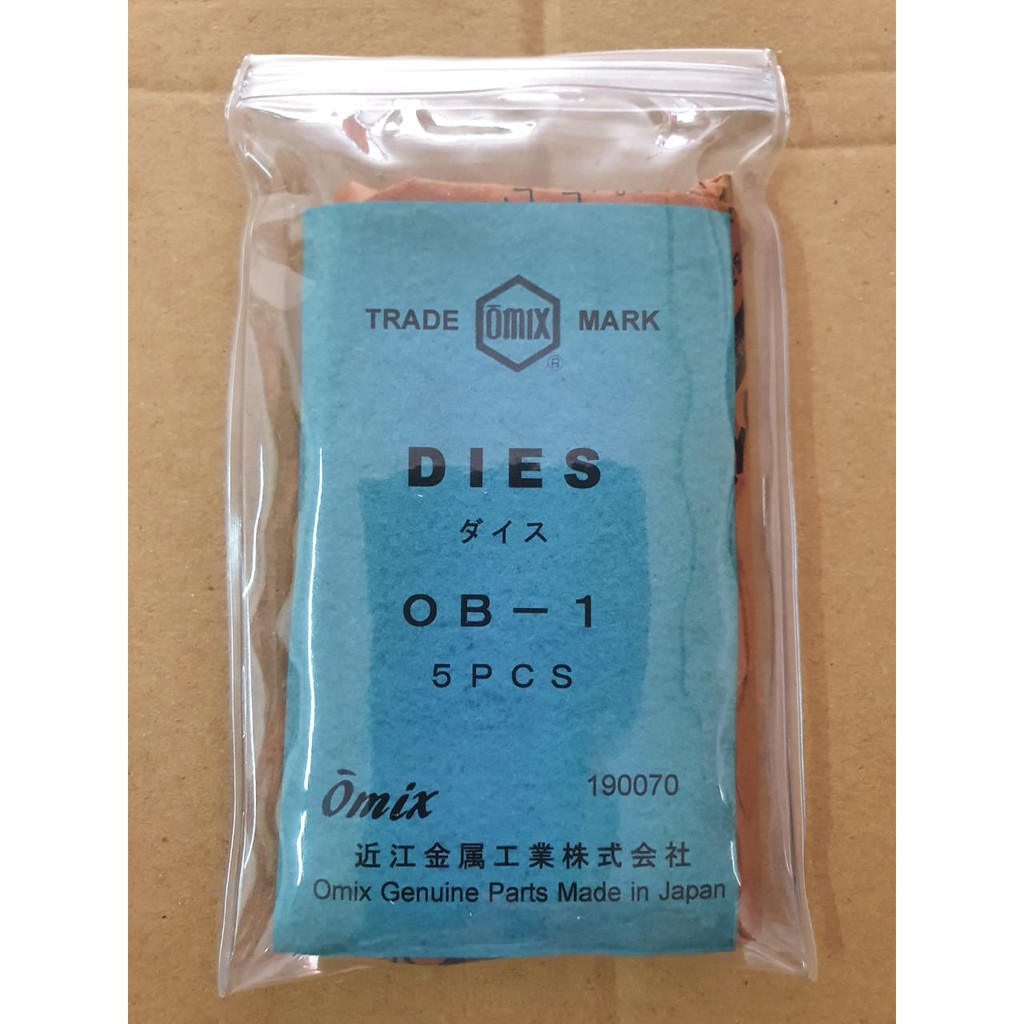 TRADE ŌMIX ® MARK
DIES
ダイス
OB－1
5PCS
Ōmix 190070
近江金属工業株式会社
Omix Genuine Parts Made in Japan